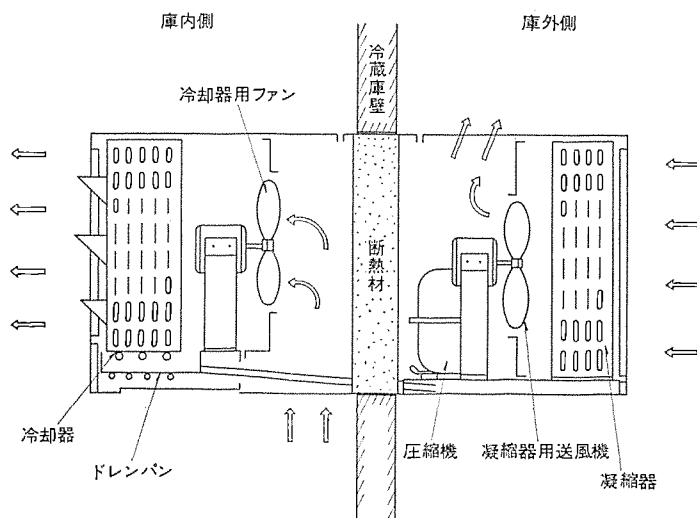 庫内側
庫外側
冷蔵庫壁
冷却器用ファン
断熱材
冷却器
ドレンパン
圧縮機
凝縮器用送風機
凝縮器